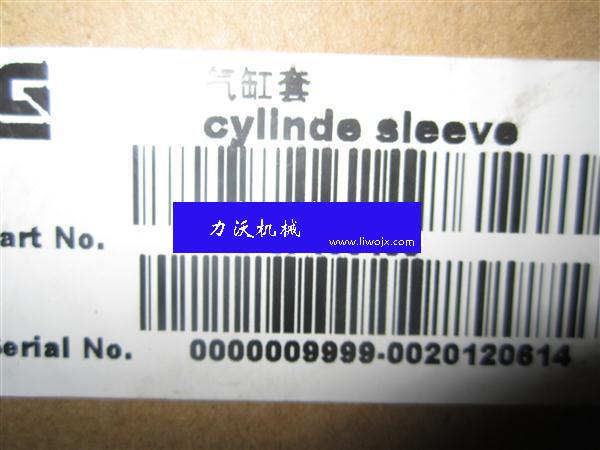 气缸套
cylinde sleeve
力沃机械
www.liwojx.com
art No.
erial No.
0000009999-0020120614